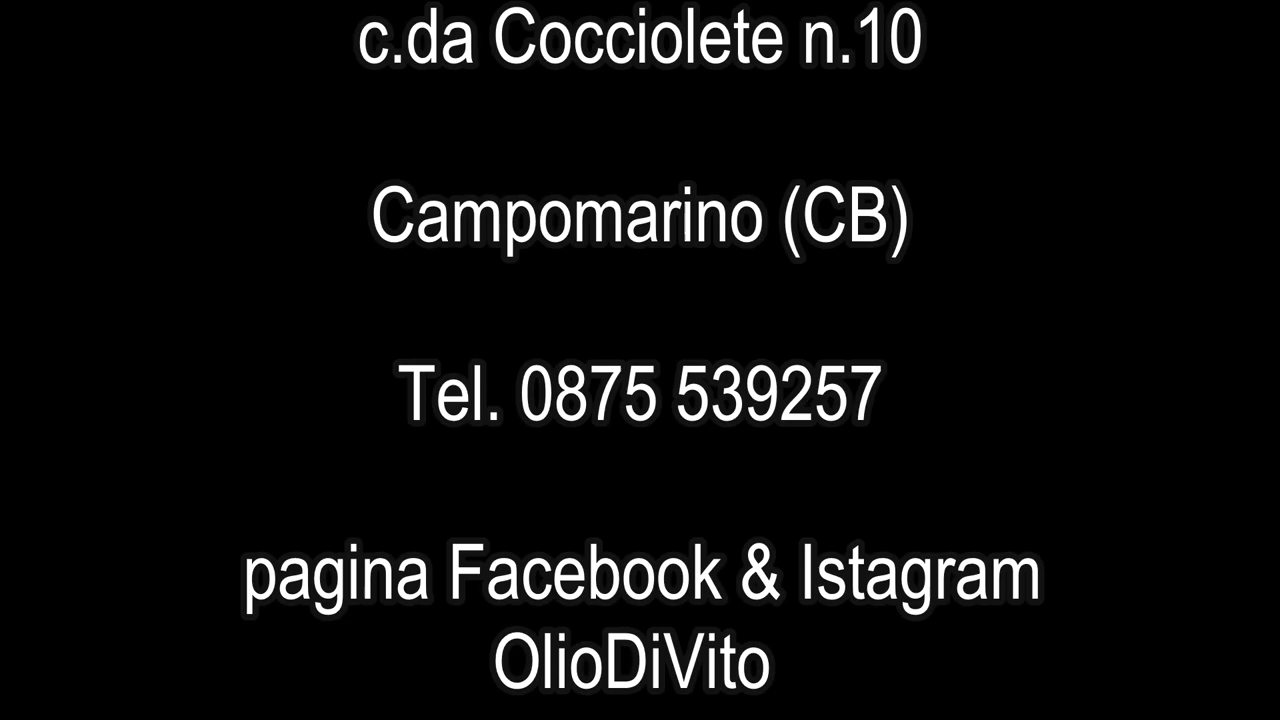 c.da Cocciolete n.10
Campomarino (CB)
Tel. 0875 539257
pagina Facebook & Istagram
OlioDiVito